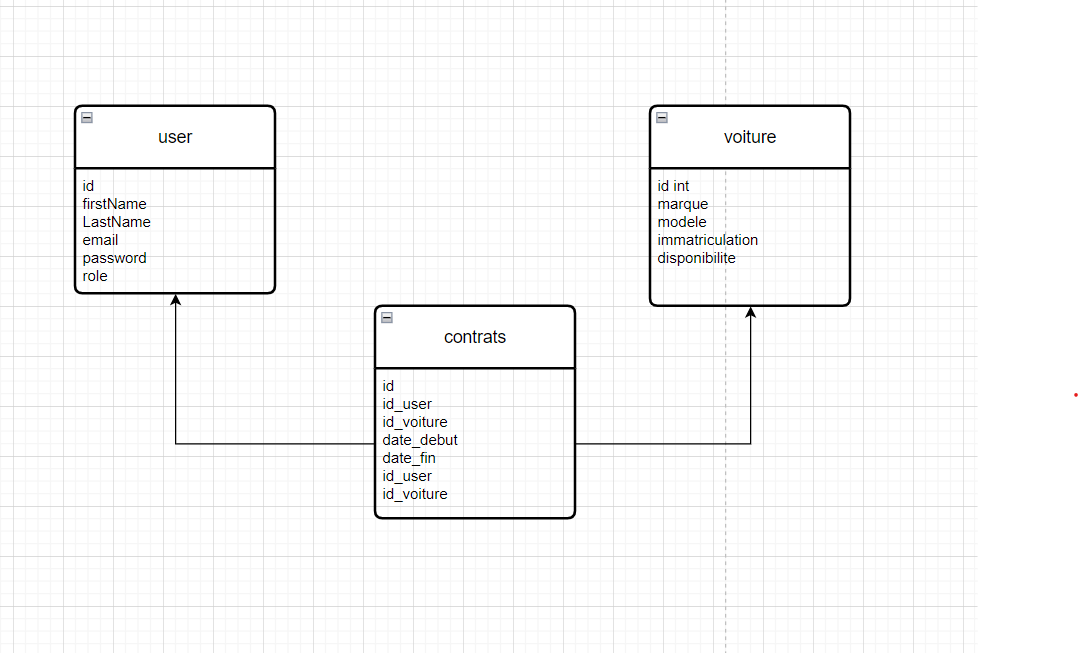 user
id
firstName
LastName
email
password
role
voiture
id int
marque
modele
immatriculation
disponibilite
contrats
id
id_user
id_voiture
date_debut
date_fin
id_user
id_voiture